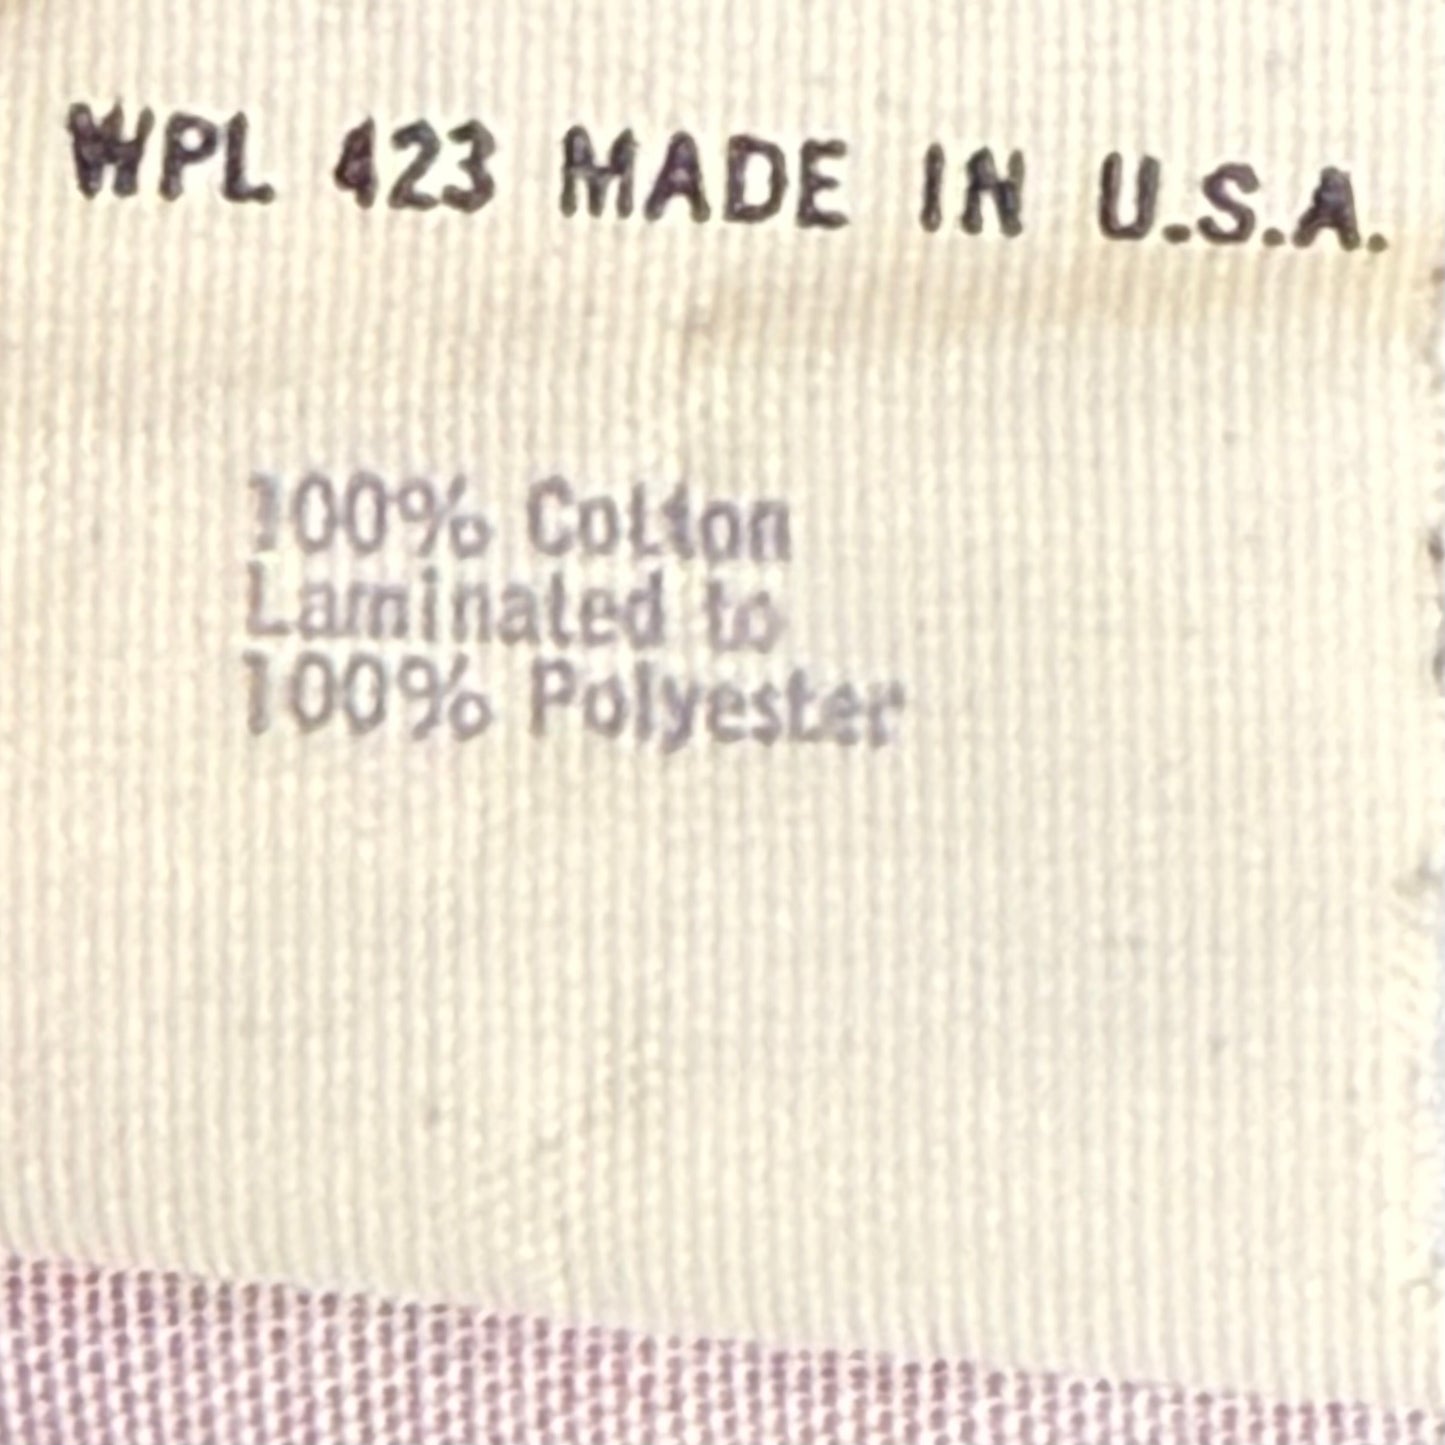 WPL 423 MADE IN U.S.A.
100% Cotton
Laminated to
100% Polyester